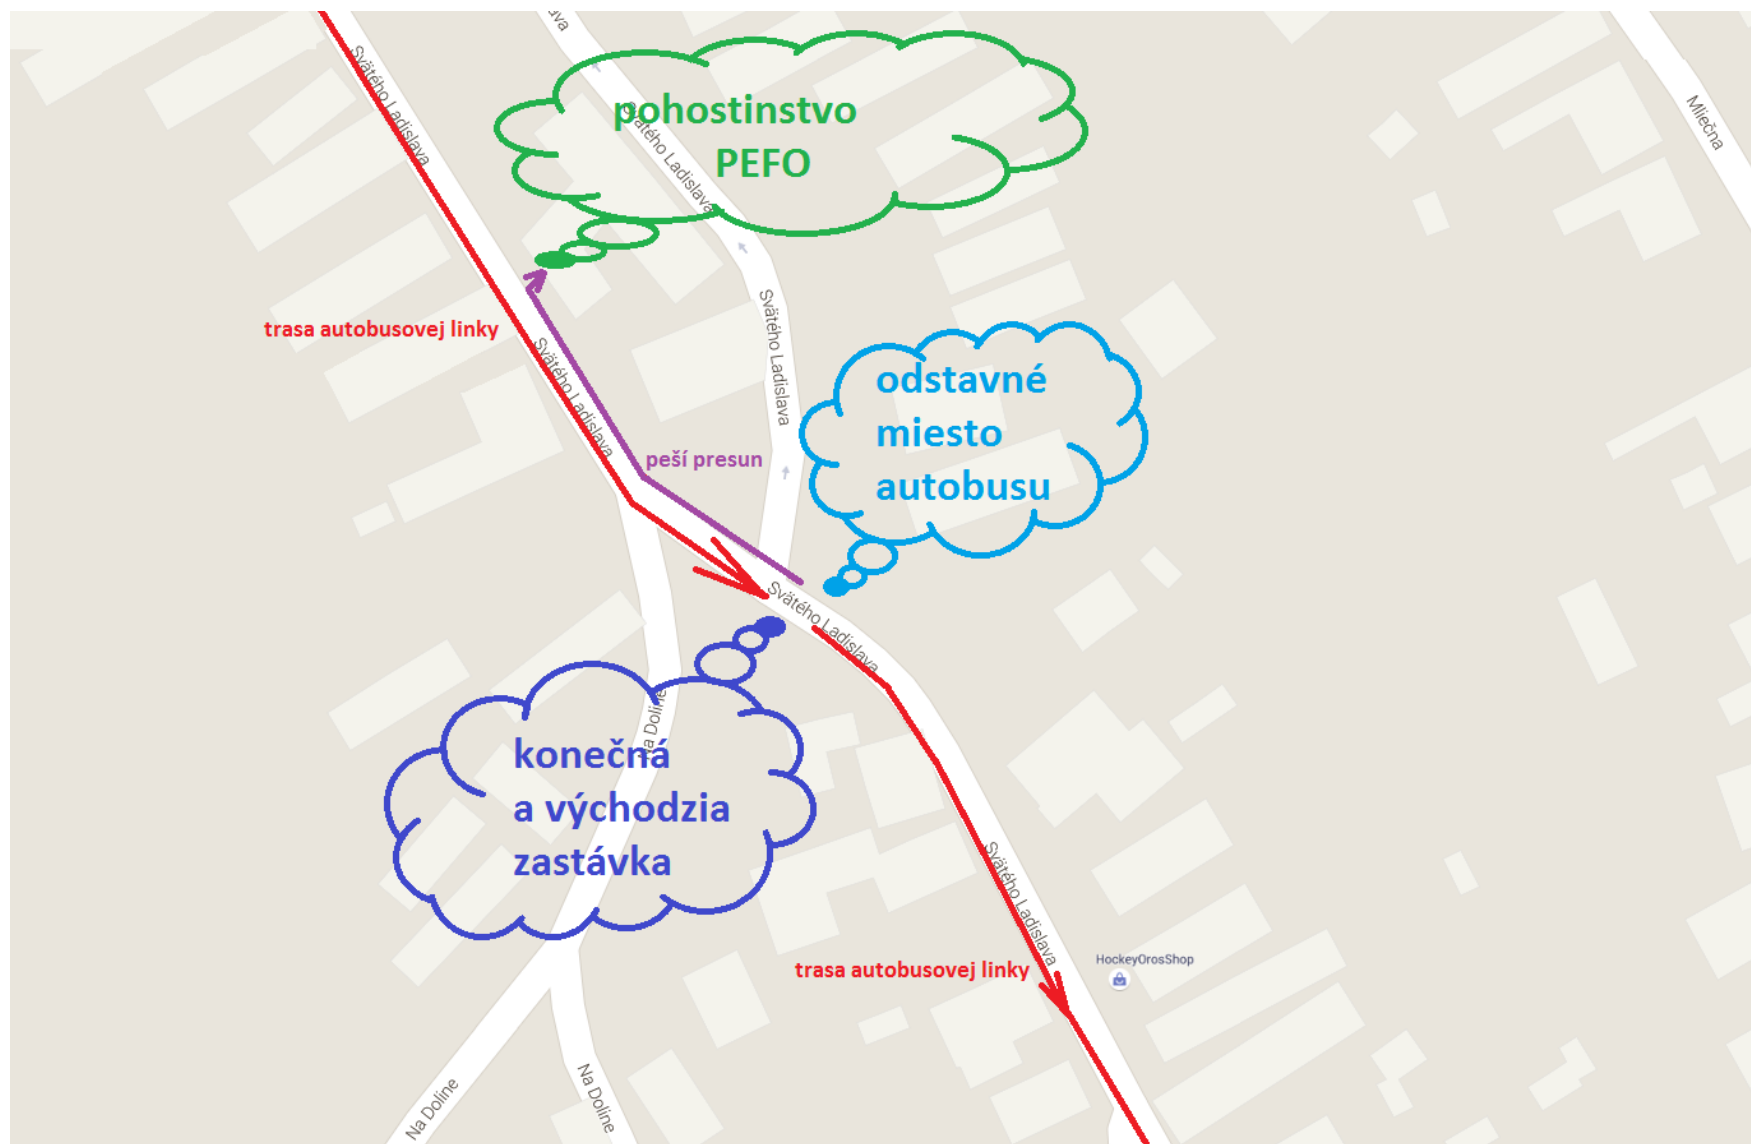 Svätého Ladislava
pohostinstvo
PEFO
Svätého Ladislava
Mliečna
trasa autobusovej linky
Svätého Ladislava
Svätého Ladislava
odstavné
miesto
autobusu
peší presun
Svätého Ladislava
Na Doline
konečná
a východzia
zastávka
Svätého Ladislava
trasa autobusovej linky
HockeyOrosShop
Na Doline
Na Doline